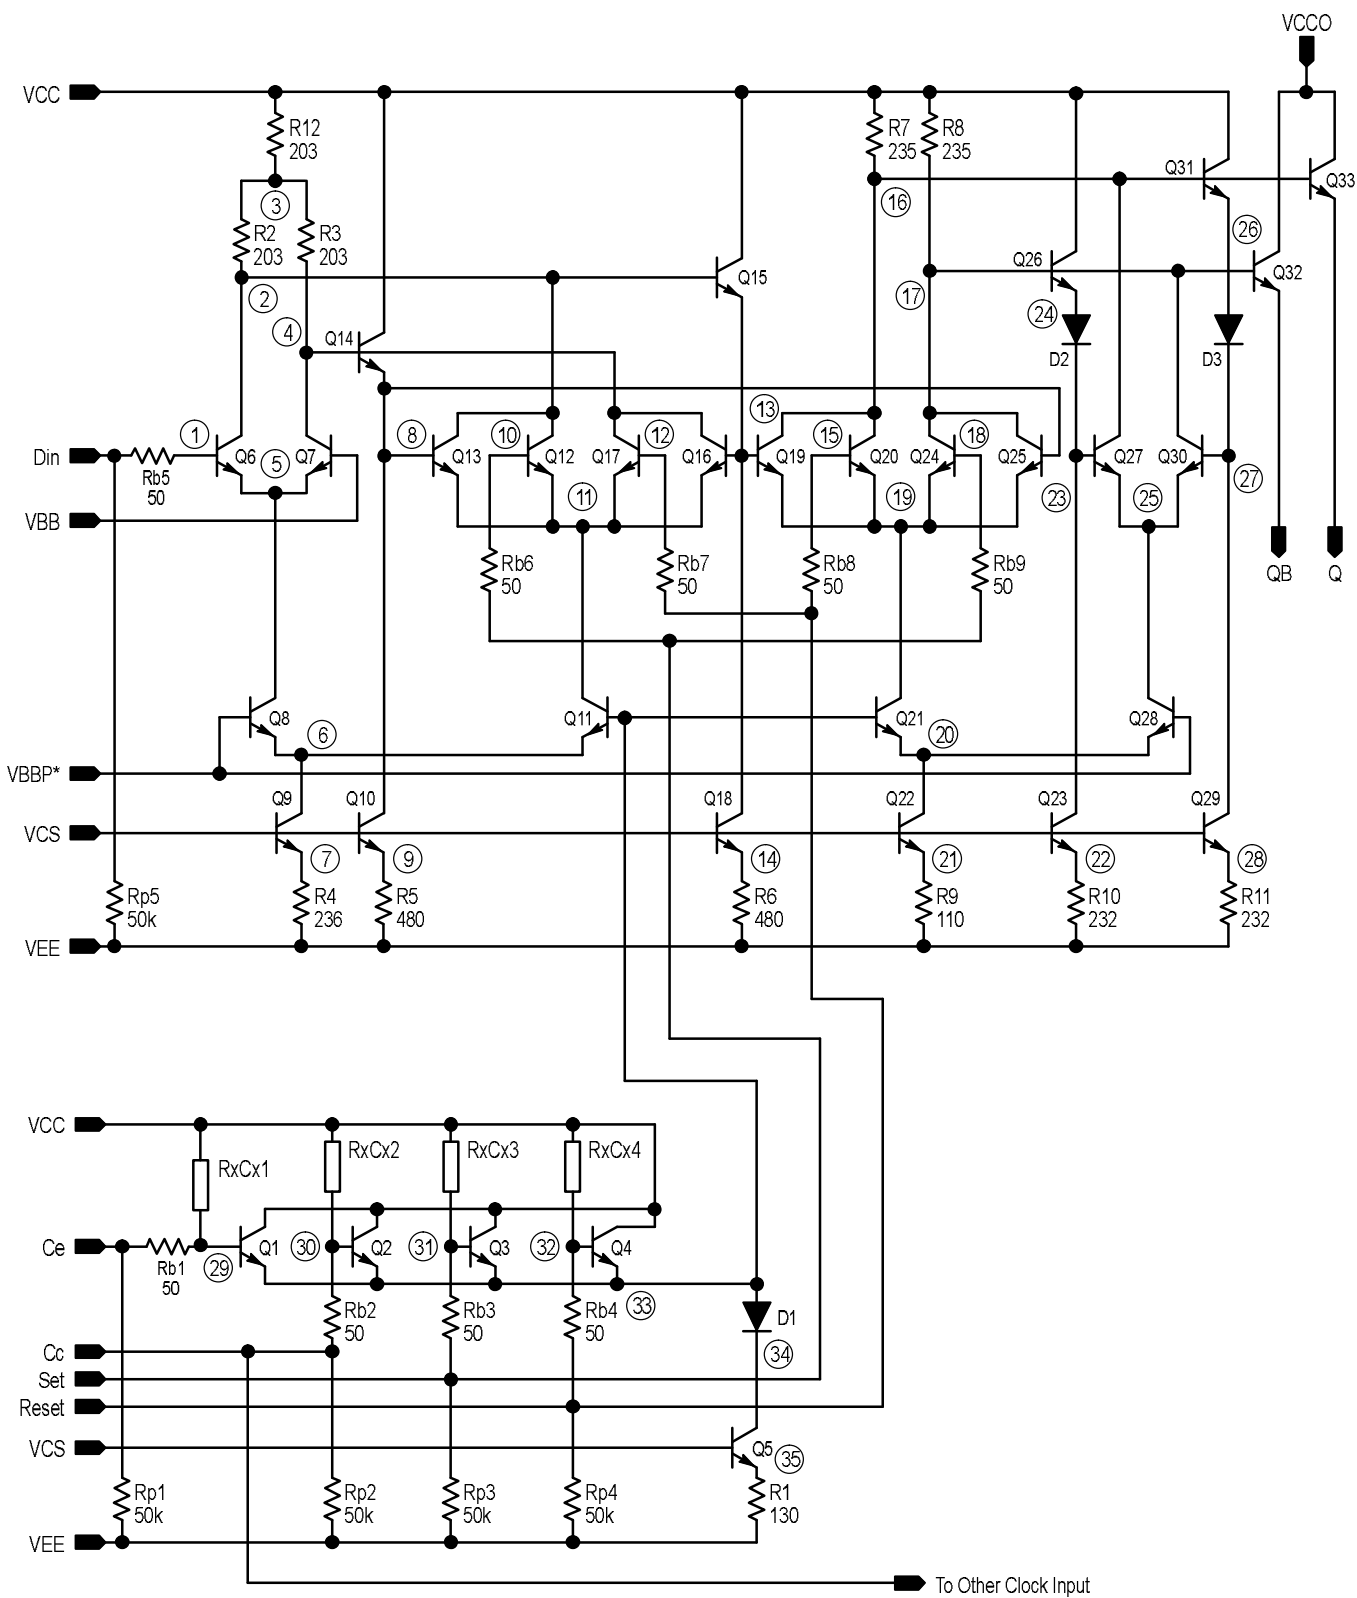 VCCO
VCC
R12
203
R7
235
R8
235
Q31
Q33
3
16
R2
203
R3
203
26
Q26
Q32
Q15
2
17
24
4
Q14
D2
D3
13
1
8
10
12
15
18
Din
Q6
5
Q7
Q13
Q12
Q17
Q16
Q19
Q20
Q24
Q25
Q27
Q30
27
Rb5
50
11
19
23
25
VBB
Rb6
50
Rb7
50
Rb8
50
Rb9
50
QB
Q
Q8
Q11
Q21
Q28
6
20
VBBP*
Q9
Q10
Q18
Q22
Q23
Q29
VCS
7
9
14
21
22
28
Rp5
50k
R4
236
R5
480
R6
480
R9
110
R10
232
R11
232
VEE
VCC
RxCx1
RxCx2
RxCx3
RxCx4
Ce
Q1
30
Q2
31
Q3
32
Q4
Rb1
50
29
33
Rb2
50
Rb3
50
Rb4
50
D1
34
Cc
Set
Reset
VCS
Q5
35
Rp1
50k
Rp2
50k
Rp3
50k
Rp4
50k
R1
130
VEE
To Other Clock Input